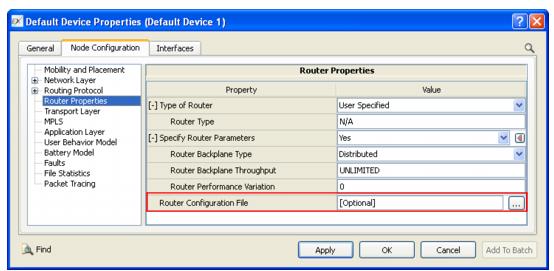 Default Device Properties (Default Device 1)
General
Node Configuration
Interfaces
Mobility and Placement
Network Layer
Routing Protocol
Router Properties
Transport Layer
MPLS
Application Layer
User Behavior Model
Battery Model
Faults
File Statistics
Packet Tracing
Router Properties
Property Value
[-] Type of Router User Specified
Router Type N/A
[-] Specify Router Parameters Yes
Router Backplane Type Distributed
Router Backplane Throughput UNLIMITED
Router Performance Variation 0
Router Configuration File [Optional] ...
Find
Apply
OK
Cancel
Add To Batch